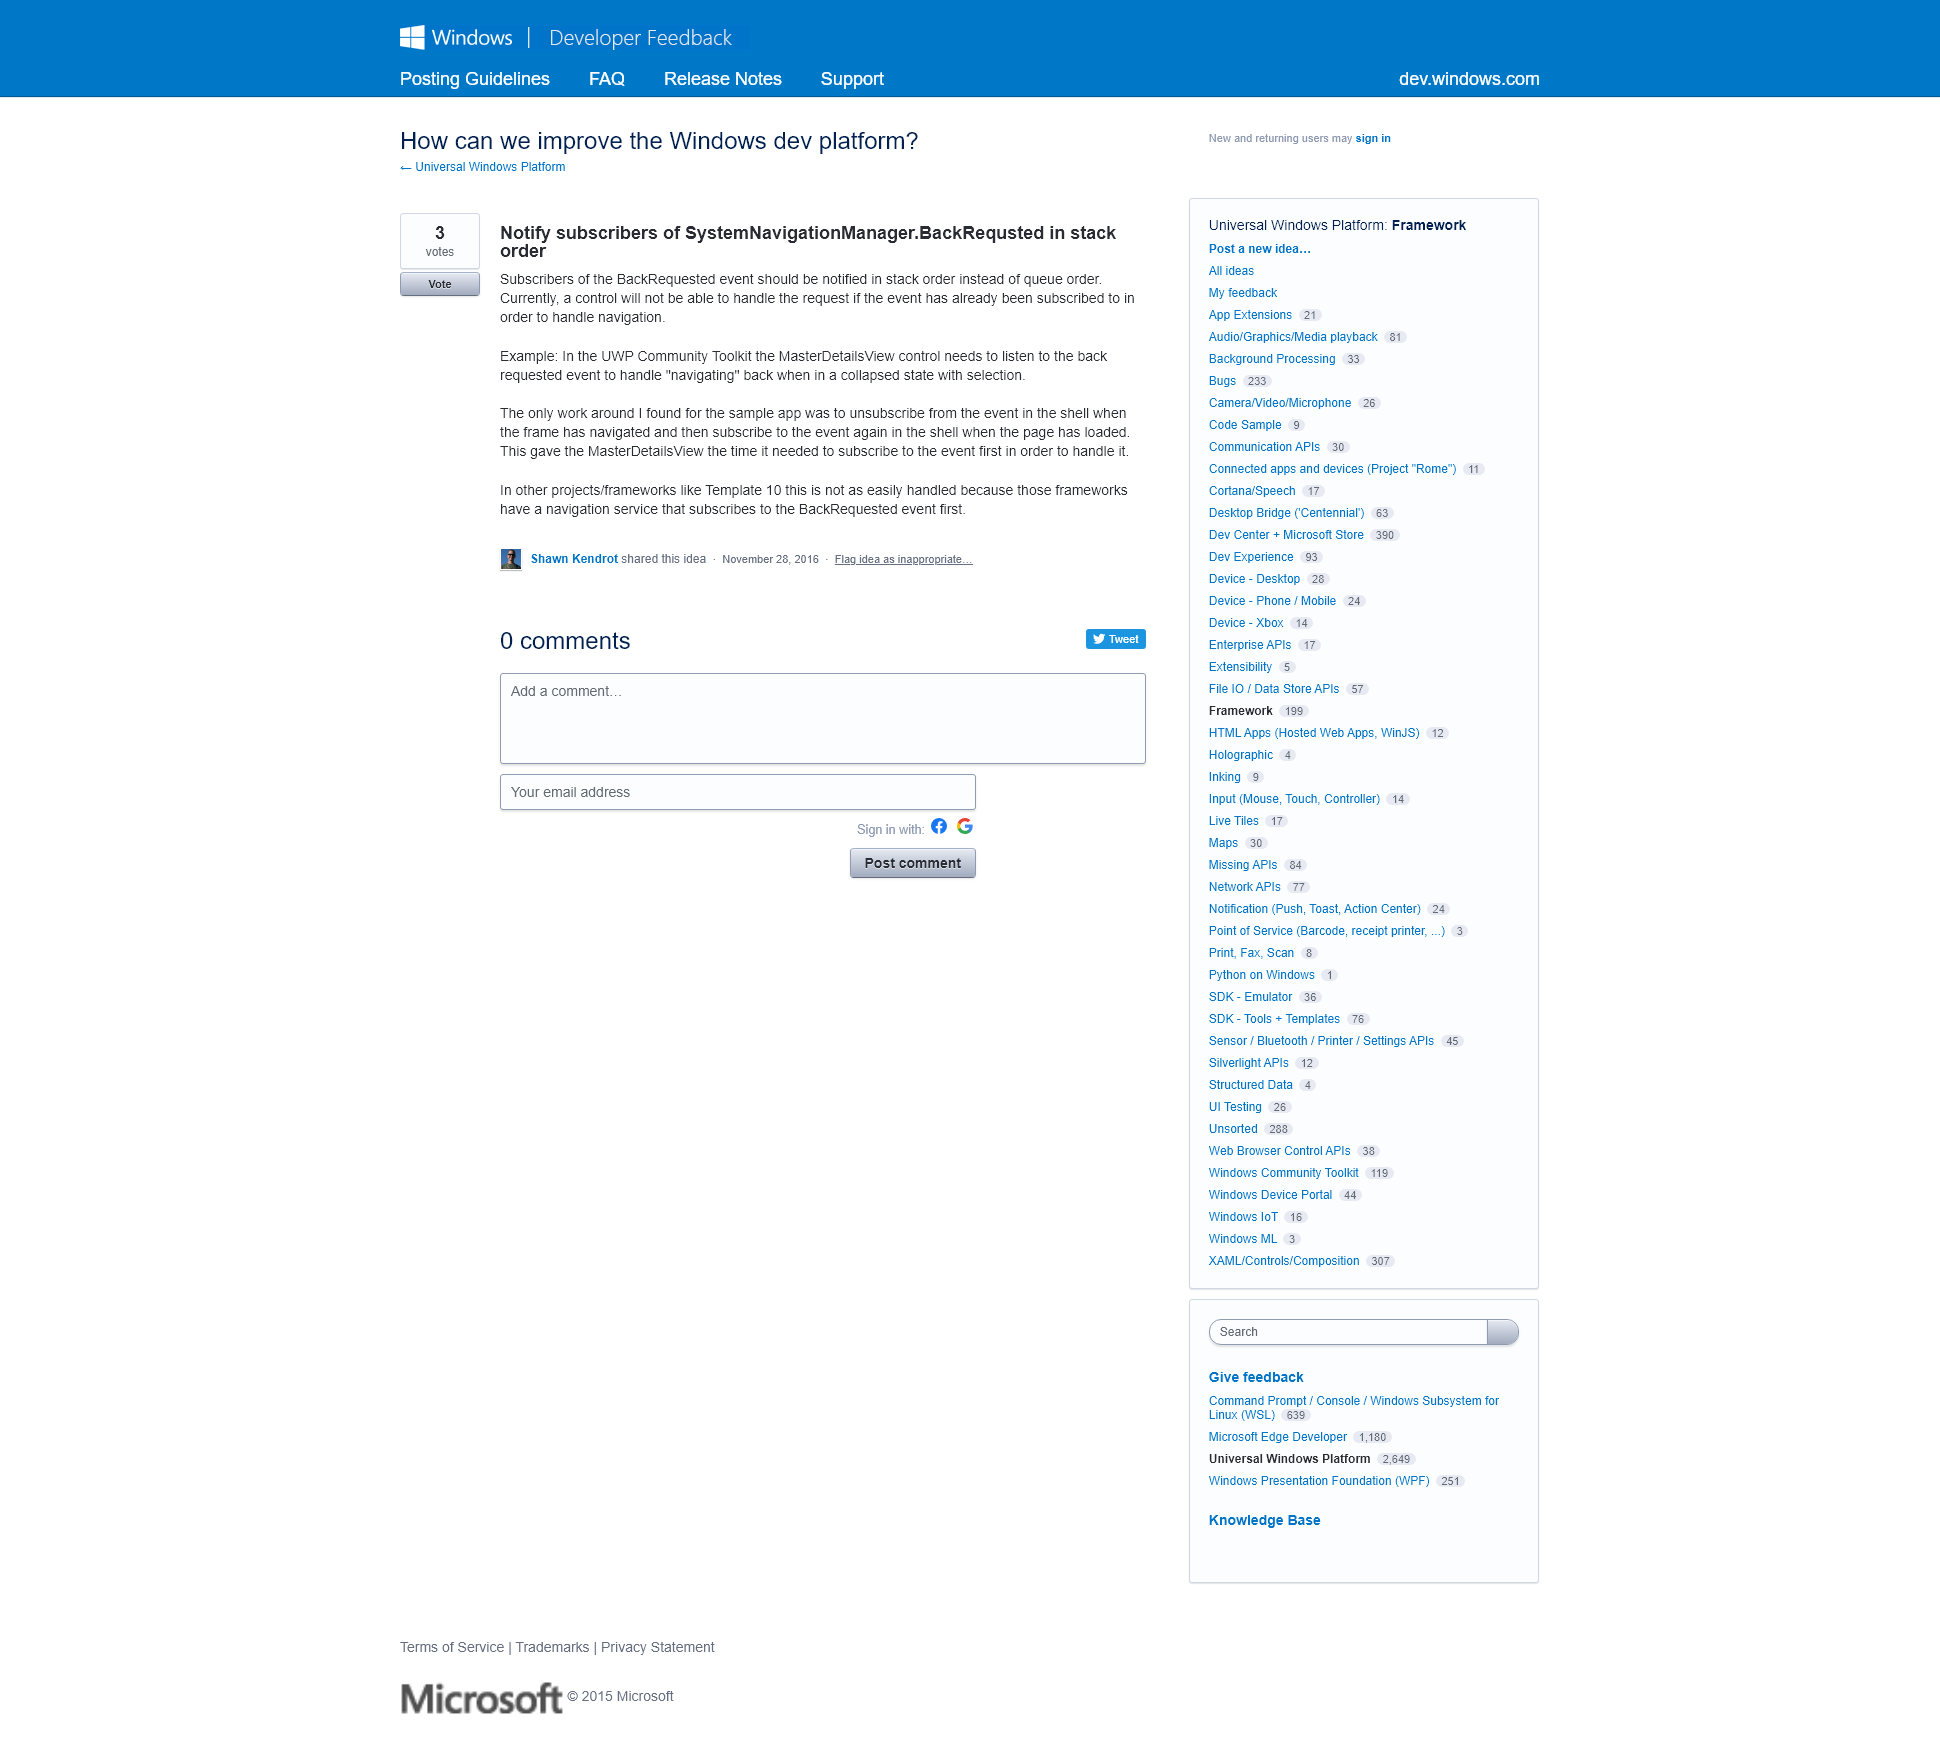 Windows | Developer Feedback
Posting Guidelines FAQ Release Notes Support dev.windows.com
How can we improve the Windows dev platform?
← Universal Windows Platform
New and returning users may sign in
3
votes
Vote
Notify subscribers of SystemNavigationManager.BackRequsted in stack
order
Subscribers of the BackRequested event should be notified in stack order instead of queue order.
Currently, a control will not be able to handle the request if the event has already been subscribed to in
order to handle navigation.
Example: In the UWP Community Toolkit the MasterDetailsView control needs to listen to the back
requested event to handle "navigating" back when in a collapsed state with selection.
The only work around I found for the sample app was to unsubscribe from the event in the shell when
the frame has navigated and then subscribe to the event again in the shell when the page has loaded.
This gave the MasterDetailsView the time it needed to subscribe to the event first in order to handle it.
In other projects/frameworks like Template 10 this is not as easily handled because those frameworks
have a navigation service that subscribes to the BackRequested event first.
Shawn Kendrot shared this idea · November 28, 2016 · Flag idea as inappropriate…
0 comments
Tweet
Add a comment…
Your email address
Sign in with:
Post comment
Universal Windows Platform: Framework
Post a new idea…
All ideas
My feedback
App Extensions 21
Audio/Graphics/Media playback 81
Background Processing 33
Bugs 233
Camera/Video/Microphone 26
Code Sample 9
Communication APIs 30
Connected apps and devices (Project "Rome") 11
Cortana/Speech 17
Desktop Bridge ('Centennial') 63
Dev Center + Microsoft Store 390
Dev Experience 93
Device - Desktop 28
Device - Phone / Mobile 24
Device - Xbox 14
Enterprise APIs 17
Extensibility 5
File IO / Data Store APIs 57
Framework 199
HTML Apps (Hosted Web Apps, WinJS) 12
Holographic 4
Inking 9
Input (Mouse, Touch, Controller) 14
Live Tiles 17
Maps 30
Missing APIs 84
Network APIs 77
Notification (Push, Toast, Action Center) 24
Point of Service (Barcode, receipt printer, ...) 3
Print, Fax, Scan 8
Python on Windows 1
SDK - Emulator 36
SDK - Tools + Templates 76
Sensor / Bluetooth / Printer / Settings APIs 45
Silverlight APIs 12
Structured Data 4
UI Testing 26
Unsorted 288
Web Browser Control APIs 38
Windows Community Toolkit 119
Windows Device Portal 44
Windows IoT 16
Windows ML 3
XAML/Controls/Composition 307
Search
Give feedback
Command Prompt / Console / Windows Subsystem for
Linux (WSL) 639
Microsoft Edge Developer 1,180
Universal Windows Platform 2,649
Windows Presentation Foundation (WPF) 251
Knowledge Base
Terms of Service | Trademarks | Privacy Statement
Microsoft © 2015 Microsoft